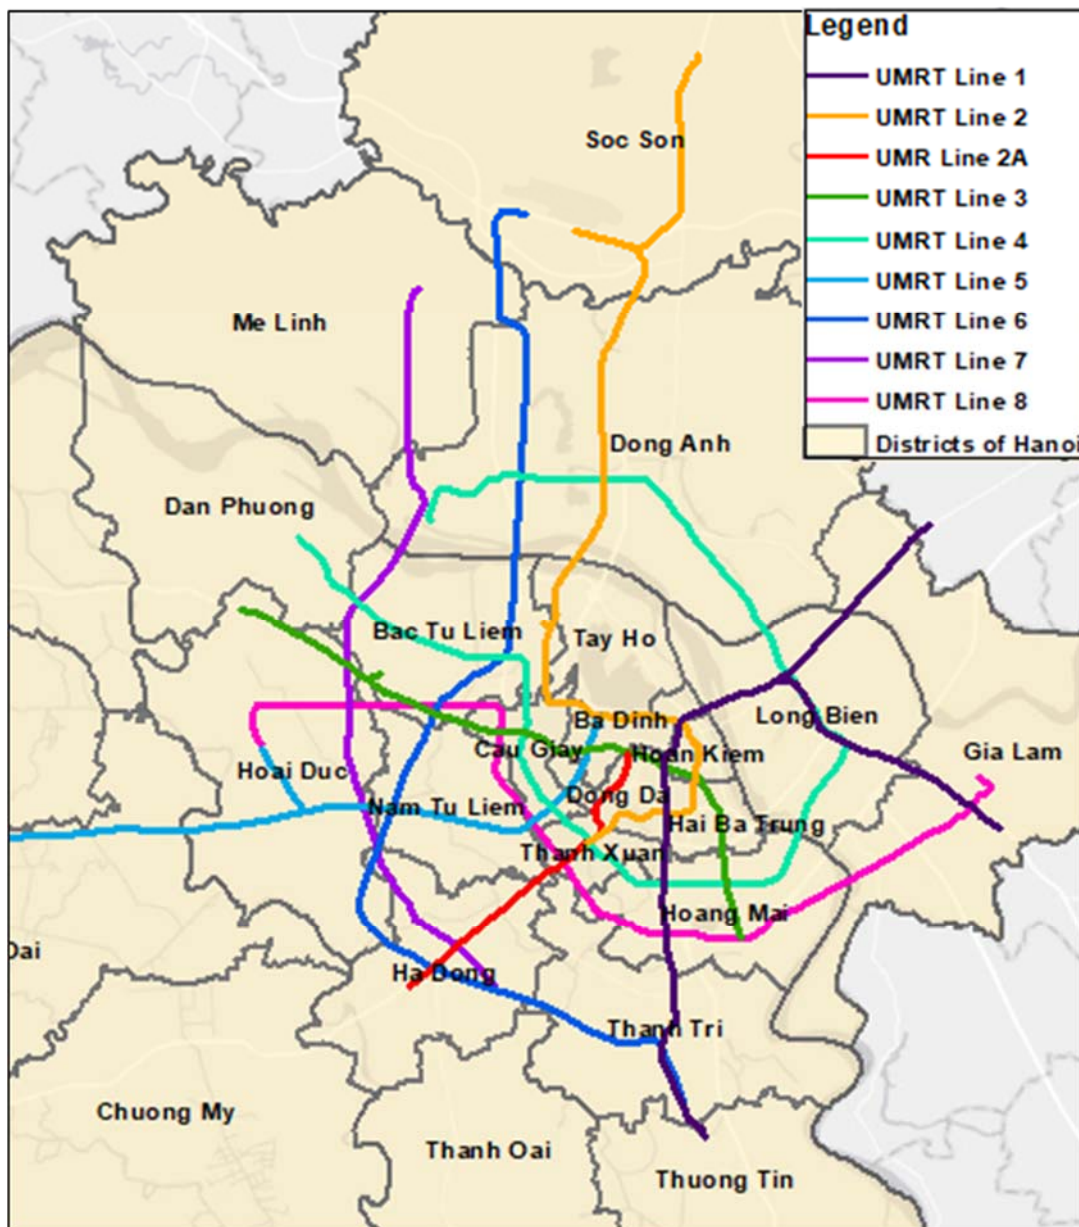 Legend
UMRT Line 1
UMRT Line 2
UMR Line 2A
UMRT Line 3
UMRT Line 4
UMRT Line 5
UMRT Line 6
UMRT Line 7
UMRT Line 8
Districts of Hanoi
Soc Son
Me Linh
Dong Anh
Dan Phuong
Bac Tu Liem
Tay Ho
Ba Dinh
Long Bien
Cau Giay
Hoan Kiem
Gia Lam
Hoai Duc
Nam Tu Liem
Dong Da
Hai Ba Trung
Thanh Xuan
Hoang Mai
Dai
Ha Dong
Thanh Tri
Chuong My
Thanh Oai
Thuong Tin